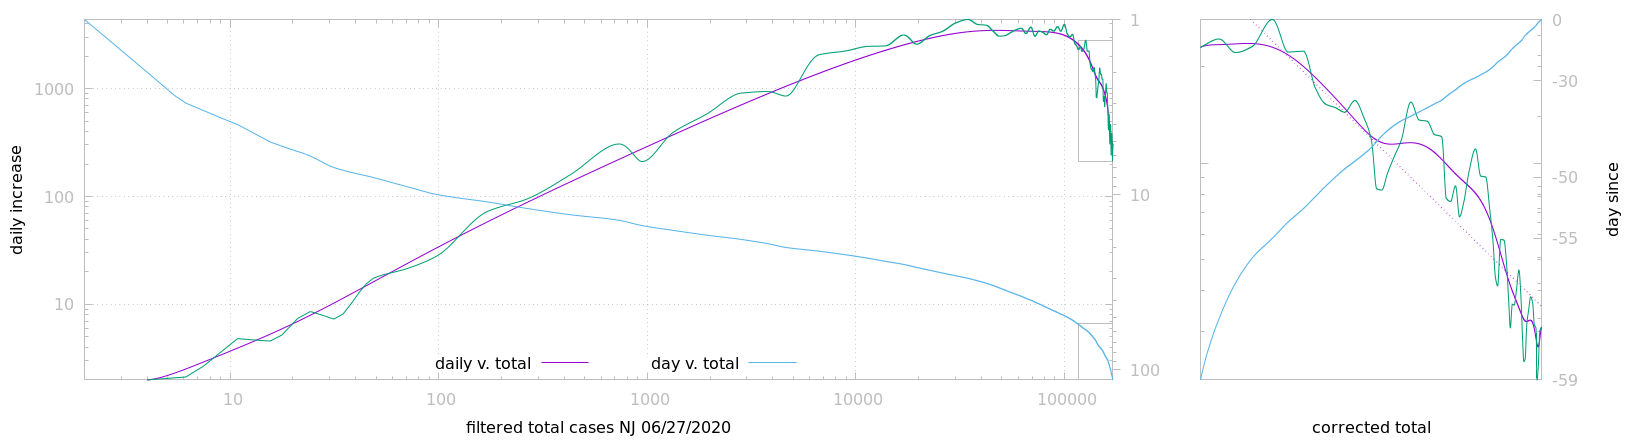 daily increase
1000
100
10
daily v. total
day v. total
10
100
1000
10000
100000
filtered total cases NJ 06/27/2020
1
10
100
0
-30
-50
-55
-59
day since
corrected total